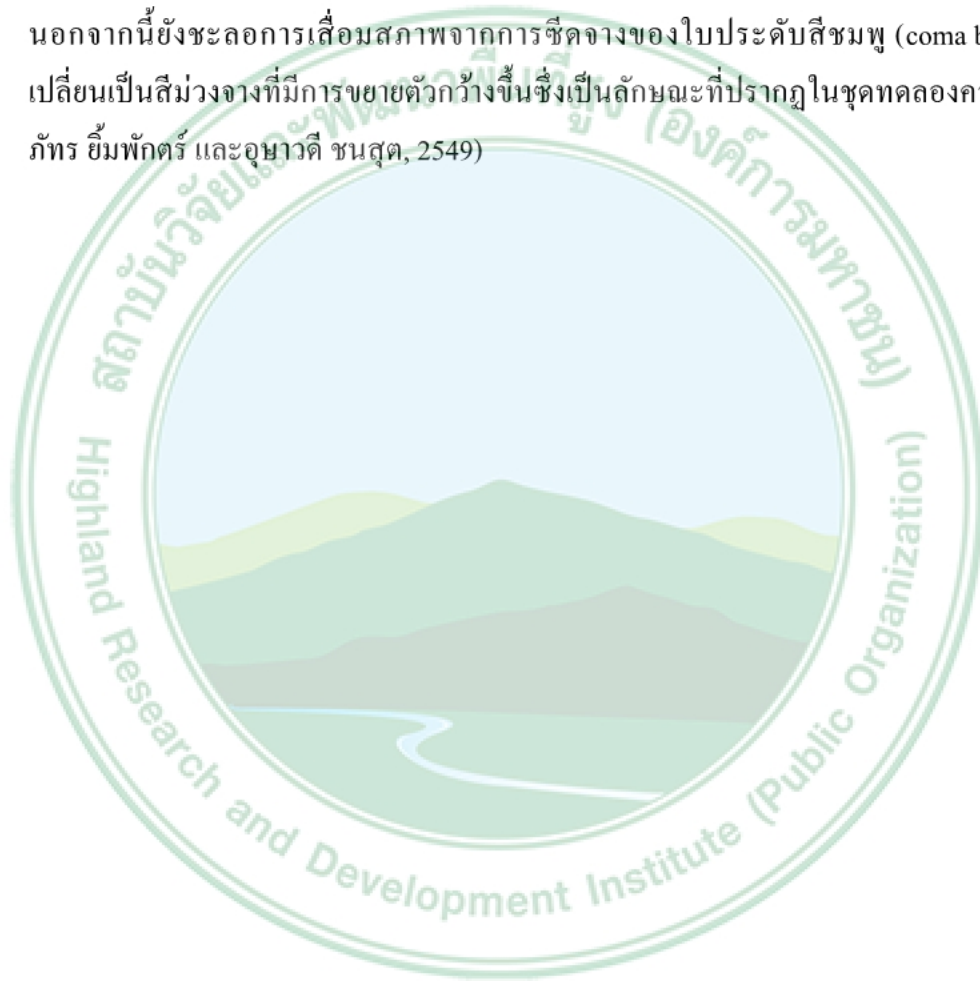 นอกจากนี้ยังชะลอการเสื่อมสภาพจากการซีดจางของใบประดับสีชมพู (coma
เปลี่ยนเป็นสีม่วงจางที่มีการขยายตัวกว้างขึ้นซึ่งเป็นลักษณะที่ปรากฏในชุดทดลอง
ภัทร ยิ้มพักตร์ และอุษาวดี ชนสุต, 2549)
สถาบันวิจัยและพัฒนาพื้นที่สูง (องค์การมหาชน)
Highland Research and Development Institute (Public Organization)